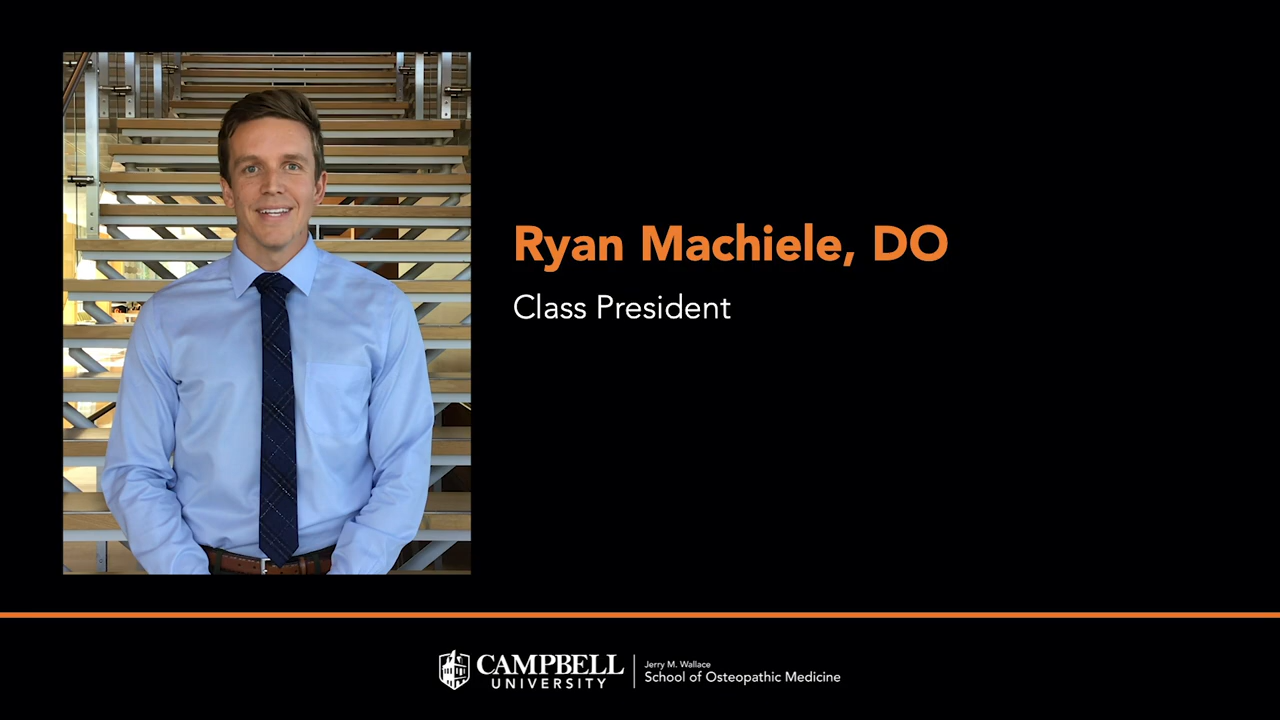 Ryan Machiele, DO
Class President
CAMPBELL
UNIVERSITY
Jerry M. Wallace
School of Osteopathic Medicine